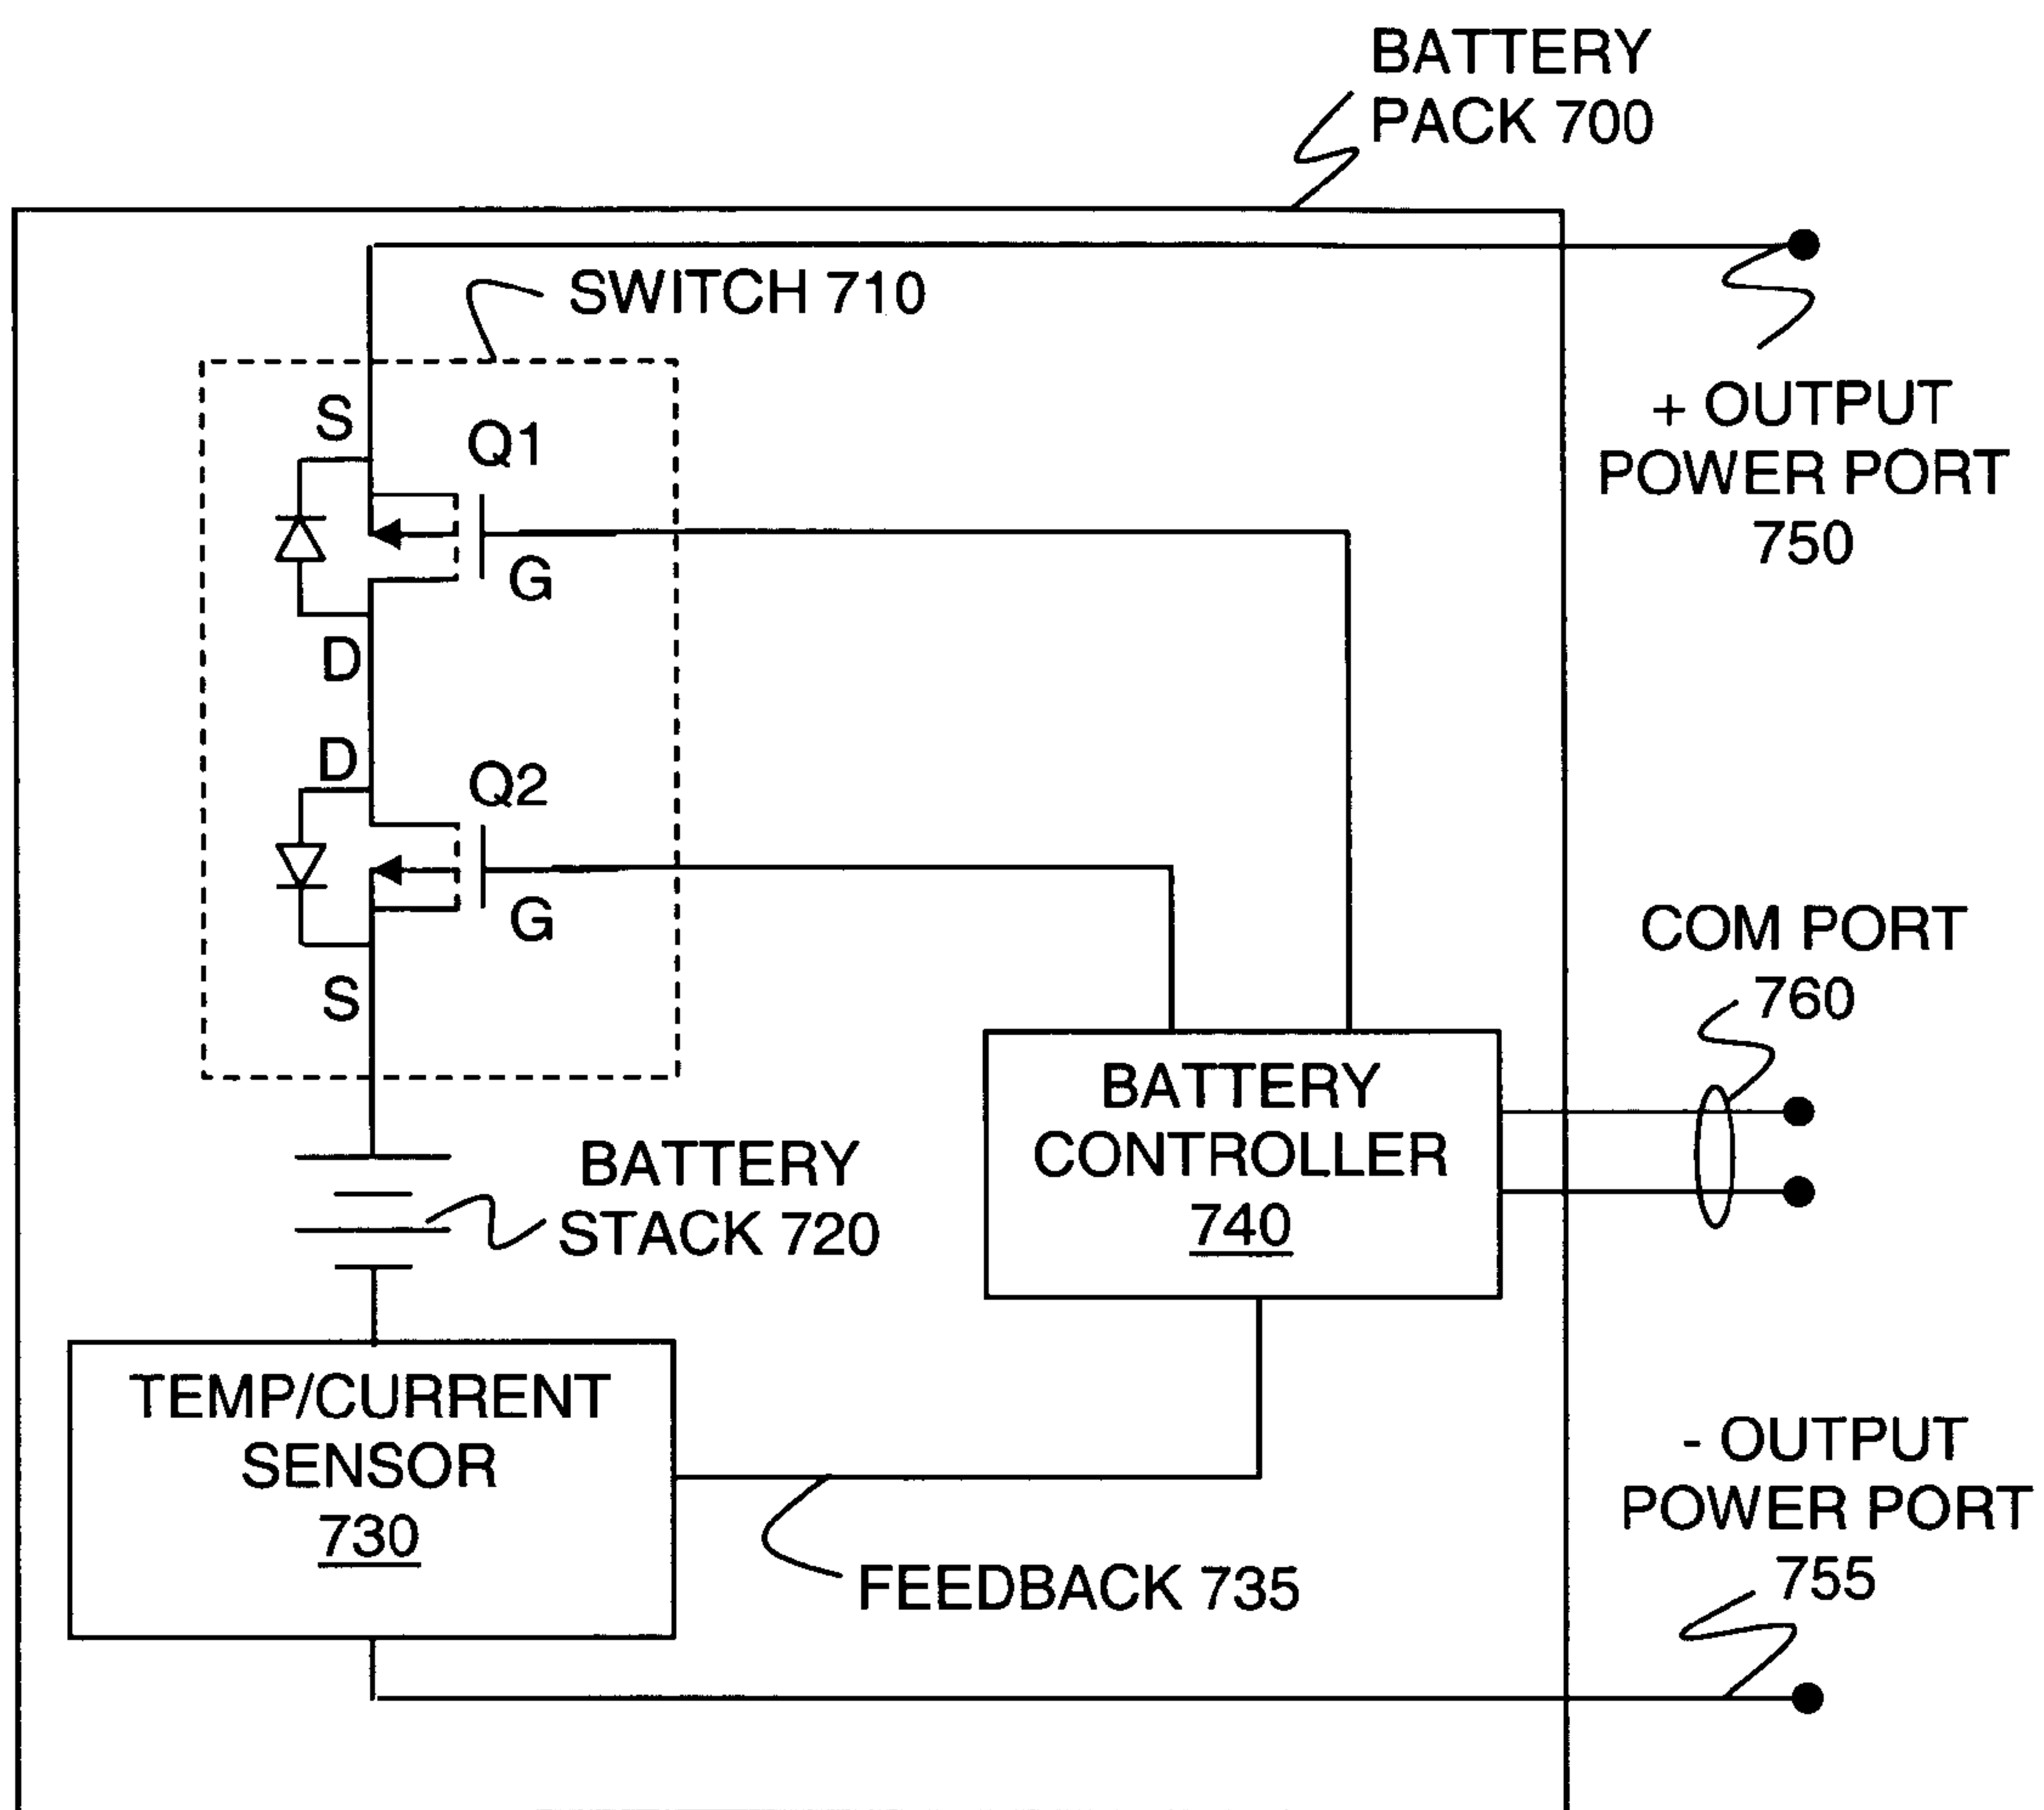 BATTERY
PACK 700
SWITCH 710
S
Q1
G
D
+ OUTPUT
POWER PORT
750
D
Q2
G
S
COM PORT
760
BATTERY
CONTROLLER
740
BATTERY
STACK 720
TEMP/CURRENT
SENSOR
730
FEEDBACK 735
- OUTPUT
POWER PORT
755